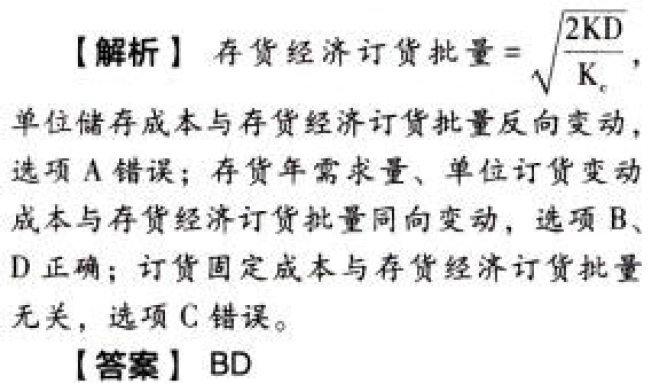 【解析】 存货经济订货批量=√(2KD/Kc),
单位储存成本与存货经济订货批量反向变动,
选项 A 错误；存货年需求量、单位订货变动
成本与存货经济订货批量同向变动，选项 B、
D 正确；订货固定成本与存货经济订货批量
无关，选项 C 错误。
【答案】 BD